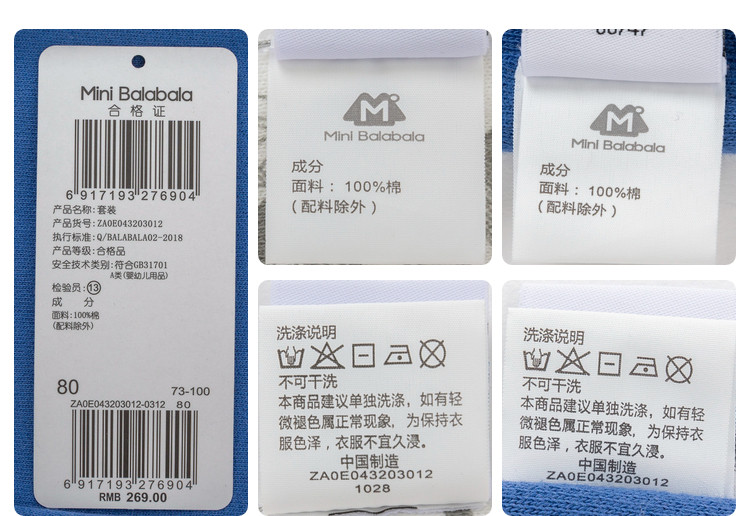 Mini Balabala
合格证
6 917193 276904
产品名称:套装
产品货号:ZA0E043203012
执行标准:Q/BALABALA02-2018
产品等级:合格品
安全技术类别:符合GB31701
A类(婴幼儿用品)
检验员:⑬
成 分
面料:100%棉
(配料除外)
80 73-100
ZA0E043203012-0312 80
6 917193 276904
RMB 269.00
M
Mini Balabala
成分
面料：100%棉
(配料除外)
M
Mini Balabala
成分
面料：100%棉
(配料除外)
洗涤说明
不可干洗
本商品建议单独洗涤，如有轻
微褪色属正常现象，为保持衣
服色泽，衣服不宜久浸。
中国制造
ZA0E043203012
1028
洗涤说明
不可干洗
本商品建议单独洗涤，如有轻
微褪色属正常现象，为保持衣
服色泽，衣服不宜久浸。
中国制造
ZA0E043203012